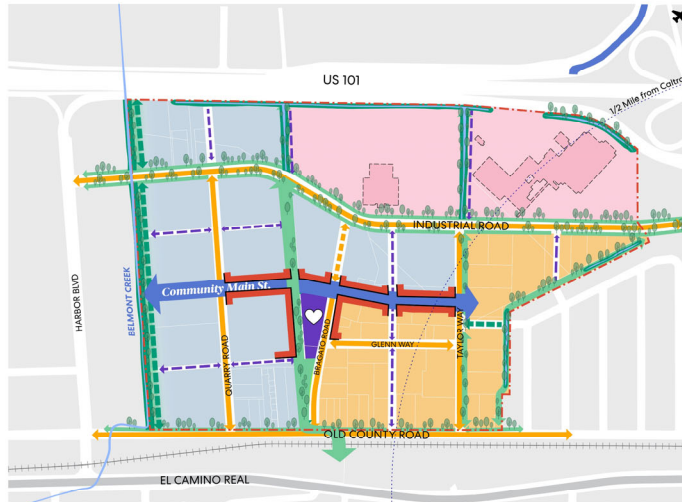 US 101
1/2 Mile from Caltra
INDUSTRIAL ROAD
HARBOR BLVD
BELMONT CREEK
Community Main St.
QUARRY ROAD
BRAGATO ROAD
GLENN WAY
TAYLOR WAY
OLD COUNTY ROAD
EL CAMINO REAL